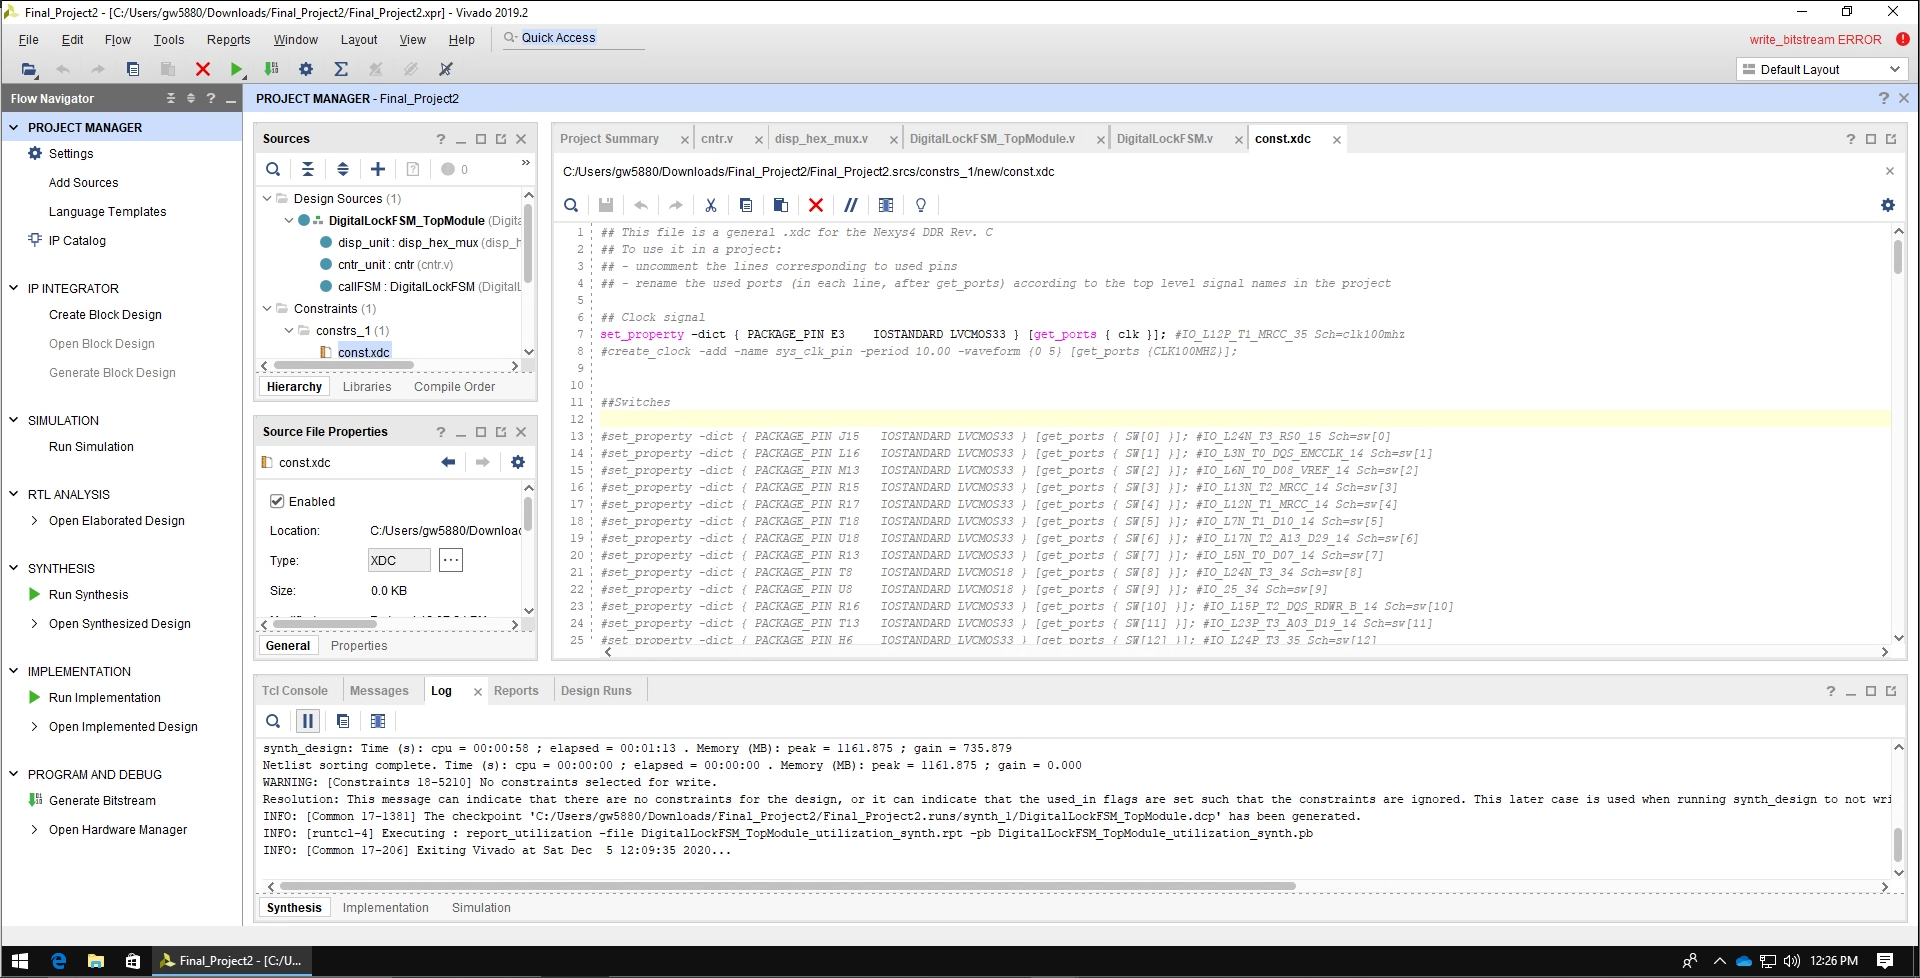 Final_Project2 - [C:/Users/gw5880/Downloads/Final_Project2/Final_Project2.xpr] - Vivado 2019.2
File Edit Flow Tools Reports Window Layout View Help Quick Access
write_bitstream ERROR
Default Layout
Flow Navigator
PROJECT MANAGER
Settings
Add Sources
Language Templates
IP Catalog
IP INTEGRATOR
Create Block Design
Open Block Design
Generate Block Design
SIMULATION
Run Simulation
RTL ANALYSIS
Open Elaborated Design
SYNTHESIS
Run Synthesis
Open Synthesized Design
IMPLEMENTATION
Run Implementation
Open Implemented Design
PROGRAM AND DEBUG
Generate Bitstream
Open Hardware Manager
PROJECT MANAGER - Final_Project2
Sources
0
Design Sources (1)
DigitalLockFSM_TopModule (Digita
disp_unit : disp_hex_mux (disp_h
cntr_unit : cntr (cntr.v)
callFSM : DigitalLockFSM (DigitalL
Constraints (1)
constrs_1 (1)
const.xdc
Hierarchy Libraries Compile Order
Source File Properties
const.xdc
Enabled
Location: C:/Users/gw5880/Downloac
Type: XDC
Size: 0.0 KB
General Properties
Project Summary cntr.v disp_hex_mux.v DigitalLockFSM_TopModule.v DigitalLockFSM.v const.xdc
C:/Users/gw5880/Downloads/Final_Project2/Final_Project2.srcs/constrs_1/new/const.xdc
1 ## This file is a general .xdc for the Nexys4 DDR Rev. C
2 ## To use it in a project:
3 ## - uncomment the lines corresponding to used pins
4 ## - rename the used ports (in each line, after get_ports) according to the top level signal names in the project
5
6 ## Clock signal
7 set_property -dict { PACKAGE_PIN E3 IOSTANDARD LVCMOS33 } [get_ports { clk }]; #IO_L12P_T1_MRCC_35 Sch=clk100mhz
8 #create_clock -add -name sys_clk_pin -period 10.00 -waveform {0 5} [get_ports {CLK100MHZ}];
9
10
11 ##Switches
12
13 #set_property -dict { PACKAGE_PIN J15 IOSTANDARD LVCMOS33 } [get_ports { SW[0] }]; #IO_L24N_T3_RS0_15 Sch=sw[0]
14 #set_property -dict { PACKAGE_PIN L16 IOSTANDARD LVCMOS33 } [get_ports { SW[1] }]; #IO_L3N_T0_DQS_EMCCLK_14 Sch=sw[1]
15 #set_property -dict { PACKAGE_PIN M13 IOSTANDARD LVCMOS33 } [get_ports { SW[2] }]; #IO_L6N_T0_D08_VREF_14 Sch=sw[2]
16 #set_property -dict { PACKAGE_PIN R15 IOSTANDARD LVCMOS33 } [get_ports { SW[3] }]; #IO_L13N_T2_MRCC_14 Sch=sw[3]
17 #set_property -dict { PACKAGE_PIN R17 IOSTANDARD LVCMOS33 } [get_ports { SW[4] }]; #IO_L12N_T1_MRCC_14 Sch=sw[4]
18 #set_property -dict { PACKAGE_PIN T18 IOSTANDARD LVCMOS33 } [get_ports { SW[5] }]; #IO_L7N_T1_D10_14 Sch=sw[5]
19 #set_property -dict { PACKAGE_PIN U18 IOSTANDARD LVCMOS33 } [get_ports { SW[6] }]; #IO_L17N_T2_A13_D29_14 Sch=sw[6]
20 #set_property -dict { PACKAGE_PIN R13 IOSTANDARD LVCMOS33 } [get_ports { SW[7] }]; #IO_L5N_T0_D07_14 Sch=sw[7]
21 #set_property -dict { PACKAGE_PIN T8 IOSTANDARD LVCMOS18 } [get_ports { SW[8] }]; #IO_L24N_T3_34 Sch=sw[8]
22 #set_property -dict { PACKAGE_PIN U8 IOSTANDARD LVCMOS18 } [get_ports { SW[9] }]; #IO_25_34 Sch=sw[9]
23 #set_property -dict { PACKAGE_PIN R16 IOSTANDARD LVCMOS33 } [get_ports { SW[10] }]; #IO_L15P_T2_DQS_RDWR_B_14 Sch=sw[10]
24 #set_property -dict { PACKAGE_PIN T13 IOSTANDARD LVCMOS33 } [get_ports { SW[11] }]; #IO_L23P_T3_A03_D19_14 Sch=sw[11]
25 #set_property -dict { PACKAGE_PIN H6 IOSTANDARD LVCMOS33 } [get_ports { SW[12] }]; #IO_L24P_T3_35 Sch=sw[12]
Tcl Console Messages Log Reports Design Runs
synth_design: Time (s): cpu = 00:00:58 ; elapsed = 00:01:13 . Memory (MB): peak = 1161.875 ; gain = 735.879
Netlist sorting complete. Time (s): cpu = 00:00:00 ; elapsed = 00:00:00 . Memory (MB): peak = 1161.875 ; gain = 0.000
WARNING: [Constraints 18-5210] No constraints selected for write.
Resolution: This message can indicate that there are no constraints for the design, or it can indicate that the used_in flags are set such that the constraints are ignored. This later case is used when running synth_design to not wri
INFO: [Common 17-1381] The checkpoint 'C:/Users/gw5880/Downloads/Final_Project2/Final_Project2.runs/synth_1/DigitalLockFSM_TopModule.dcp' has been generated.
INFO: [runtcl-4] Executing : report_utilization -file DigitalLockFSM_TopModule_utilization_synth.rpt -pb DigitalLockFSM_TopModule_utilization_synth.pb
INFO: [Common 17-206] Exiting Vivado at Sat Dec  5 12:09:35 2020...
Synthesis Implementation Simulation
Final_Project2 - [C:/U...
12:26 PM